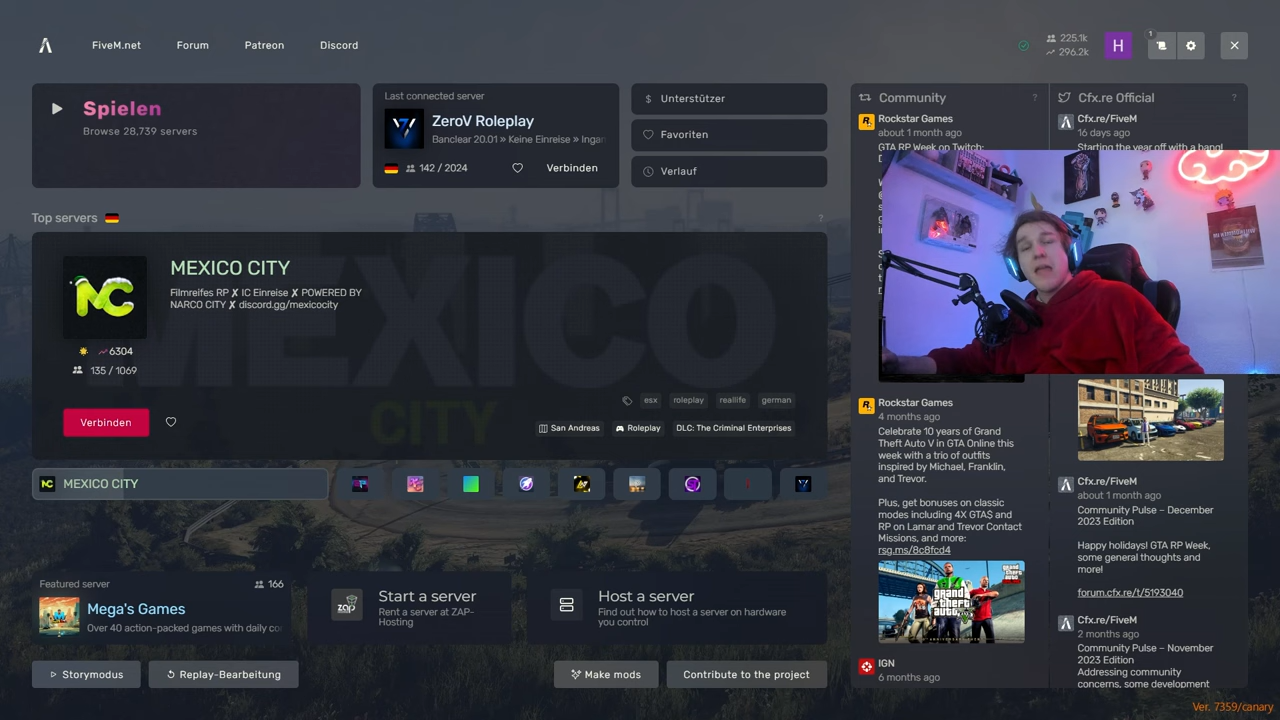 FiveM.net
Forum
Patreon
Discord
225.1k
296.2k
H
1
Spielen
Browse 28,739 servers
Last connected server
ZeroV Roleplay
Banclear 20.01 » Keine Einreise » Ingan
142 / 2024
Verbinden
$ Unterstützer
Favoriten
Verlauf
Top servers
?
MEXICO CITY
Filmreifes RP ✘ IC Einreise ✘ POWERED BY
NARCO CITY ✘ discord.gg/mexicocity
NC
6304
135 / 1069
MEXICO
CITY
esx
roleplay
reallife
german
Verbinden
San Andreas
Roleplay
DLC: The Criminal Enterprises
NC
MEXICO CITY
Featured server
166
Mega's Games
Over 40 action-packed games with daily co
ZAP
Start a server
Rent a server at ZAP-
Hosting
Host a server
Find out how to host a server on hardware
you control
Storymodus
Replay-Bearbeitung
Make mods
Contribute to the project
Community
?
Rockstar Games
about 1 month ago
GTA RP Week on Twitch:
Rockstar Games
4 months ago
Celebrate 10 years of Grand
Theft Auto V in GTA Online this
week with a trio of outfits
inspired by Michael, Franklin,
and Trevor.
Plus, get bonuses on classic
modes including 4X GTA$ and
RP on Lamar and Trevor Contact
Missions, and more:
rsg.ms/8c8fcd4
grand
theft
auto
IGN
6 months ago
Cfx.re Official
?
Cfx.re/FiveM
16 days ago
Starting the year off with a bang!
Cfx.re/FiveM
about 1 month ago
Community Pulse – December
2023 Edition
Happy holidays! GTA RP Week,
some general thoughts and
more!
forum.cfx.re/t/5193040
Cfx.re/FiveM
2 months ago
Community Pulse – November
2023 Edition
Addressing community
concerns, some development
Ver. 7359/canary